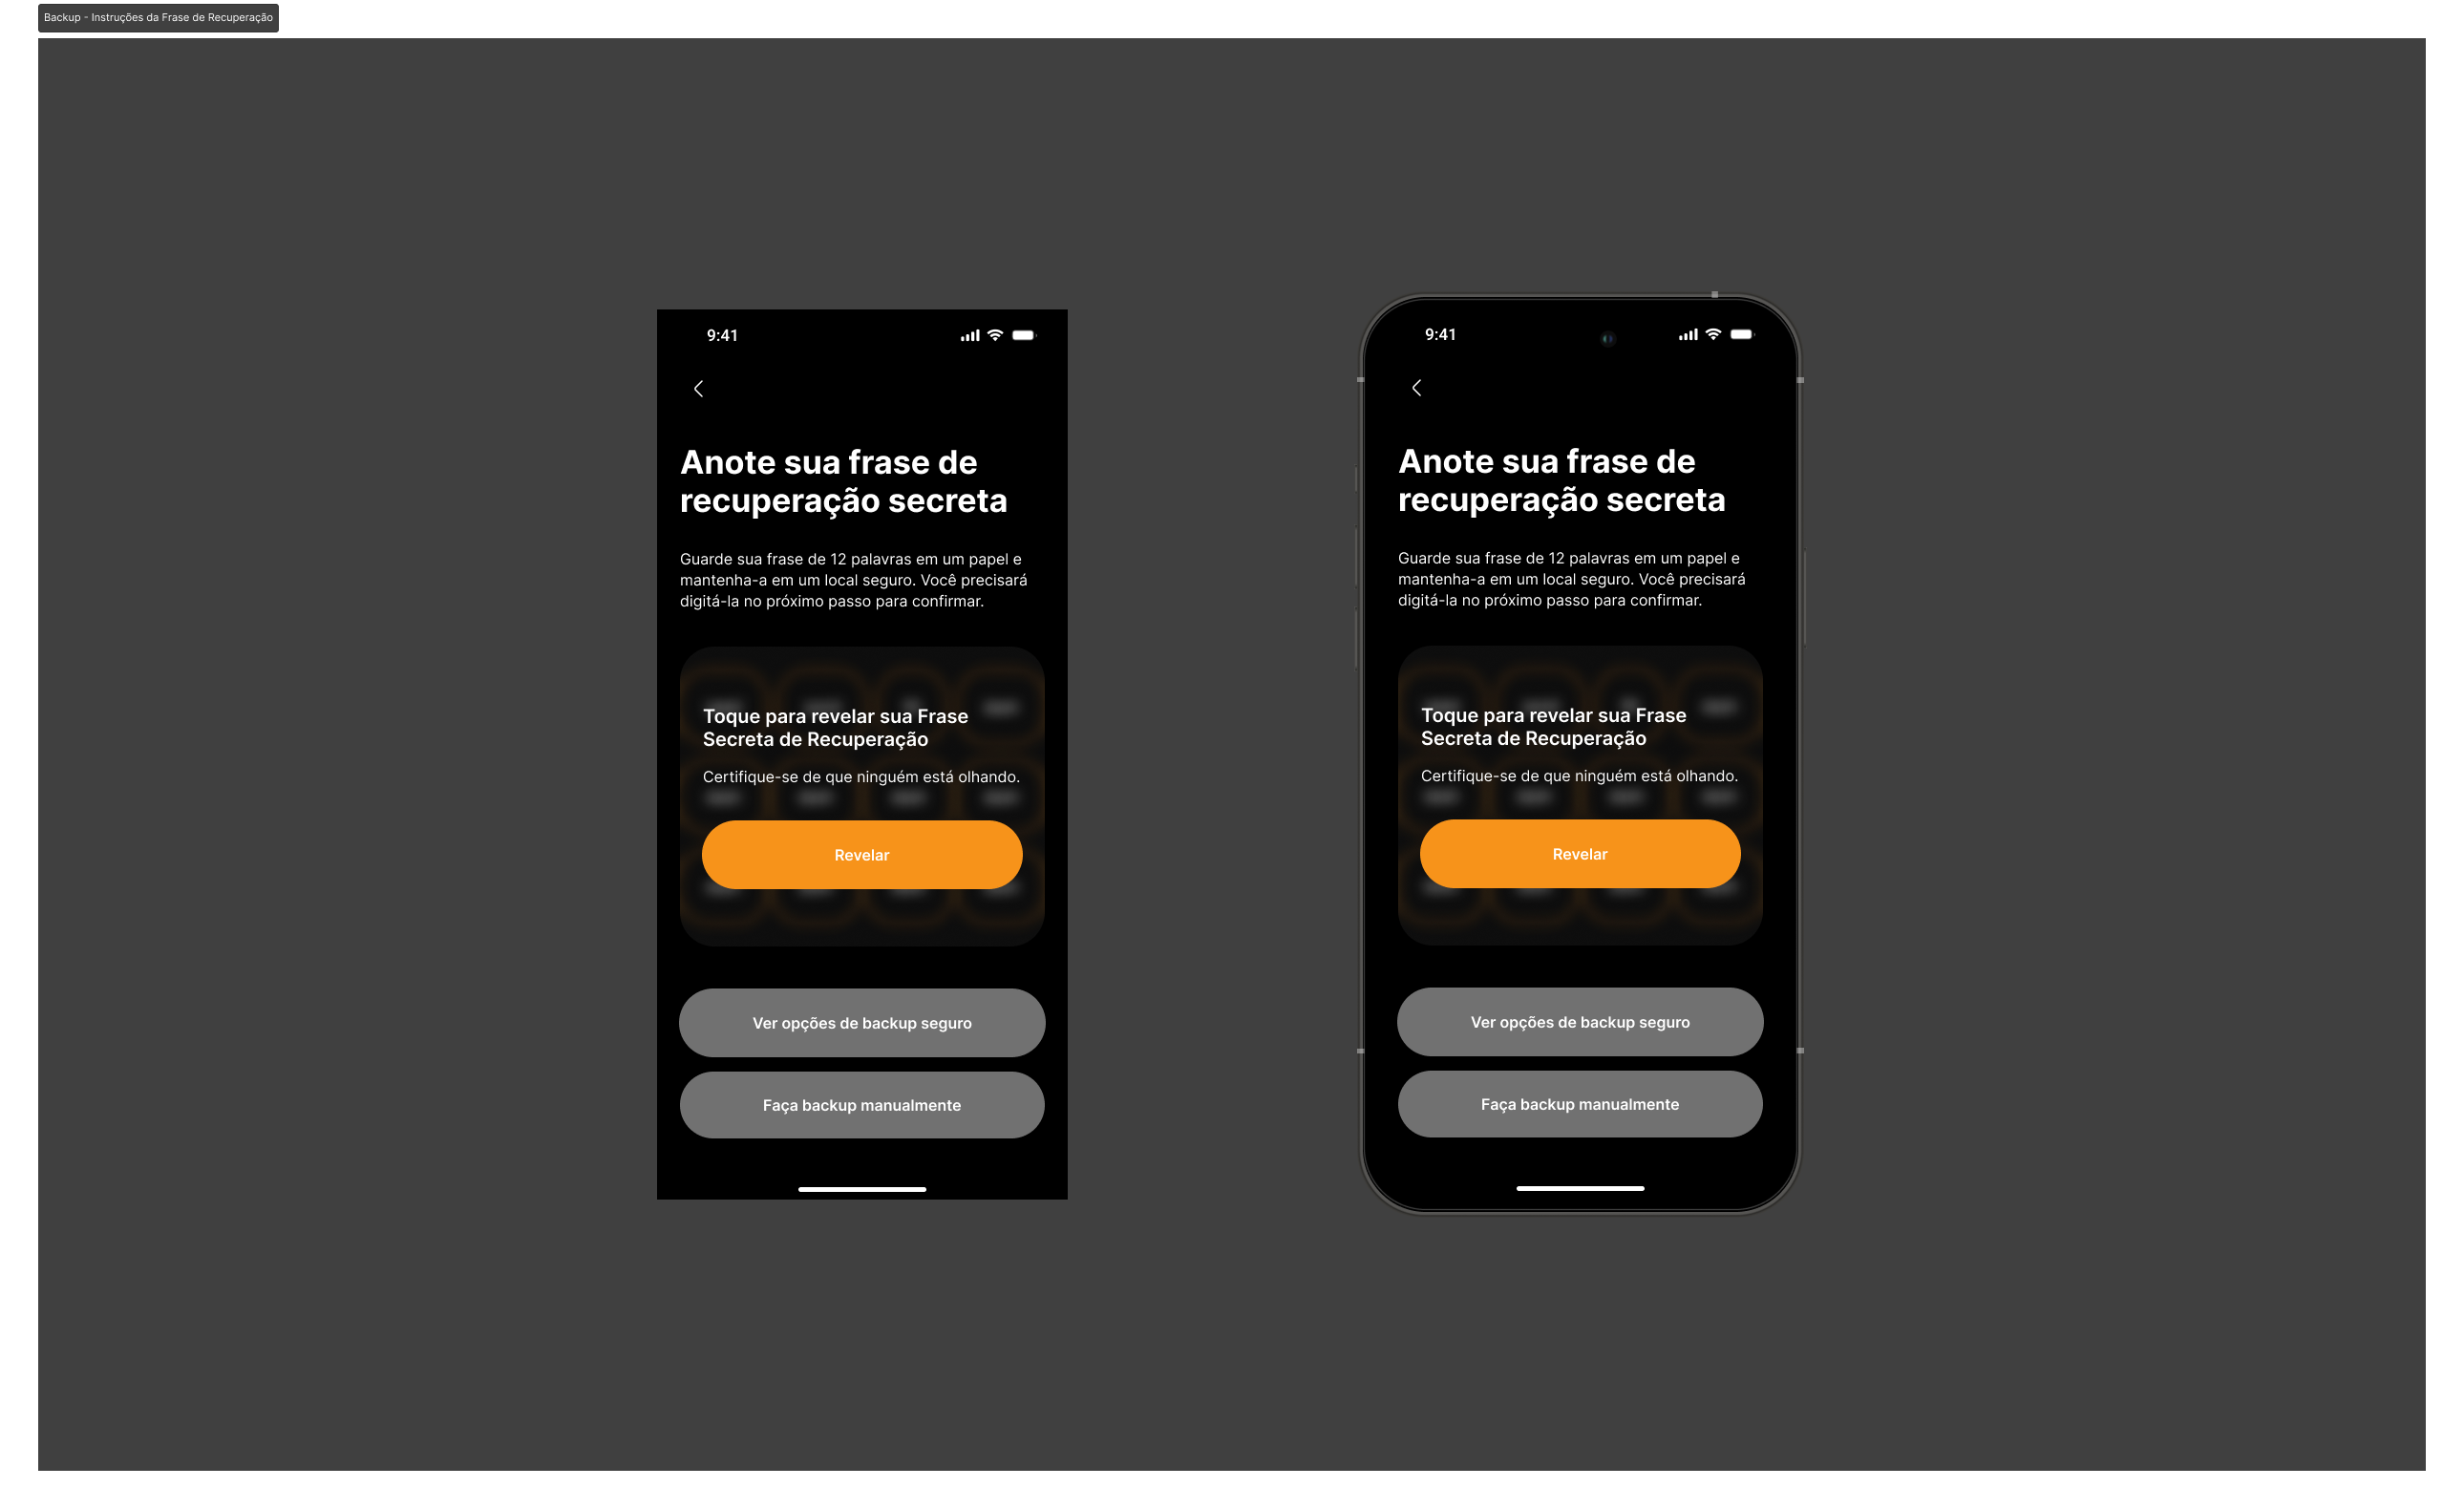 Backup - Instruções da Frase de Recuperação
9:41
Anote sua frase de
recuperação secreta
Guarde sua frase de 12 palavras em um papel e
mantenha-a em um local seguro. Você precisará
digitá-la no próximo passo para confirmar.
Toque para revelar sua Frase
Secreta de Recuperação
Certifique-se de que ninguém está olhando.
Revelar
Ver opções de backup seguro
Faça backup manualmente
9:41
Anote sua frase de
recuperação secreta
Guarde sua frase de 12 palavras em um papel e
mantenha-a em um local seguro. Você precisará
digitá-la no próximo passo para confirmar.
Toque para revelar sua Frase
Secreta de Recuperação
Certifique-se de que ninguém está olhando.
Revelar
Ver opções de backup seguro
Faça backup manualmente